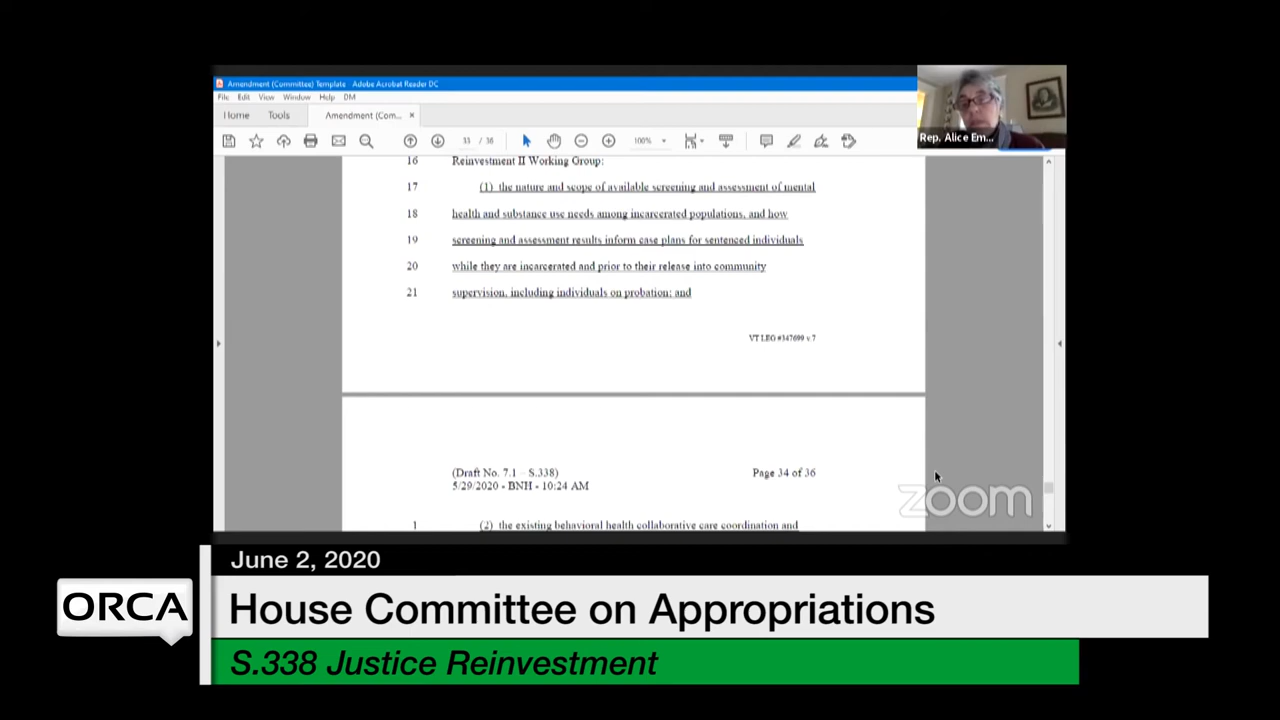 Amendment (Committee) Template - Adobe Acrobat Reader DC
File Edit View Window Help DM
Home Tools Amendment (Com... ×
33 / 36 100%
Rep. Alice Em...
16 Reinvestment II Working Group:
17 (1) the nature and scope of available screening and assessment of mental
18 health and substance use needs among incarcerated populations, and how
19 screening and assessment results inform case plans for sentenced individuals
20 while they are incarcerated and prior to their release into community
21 supervision, including individuals on probation; and
VT LEG #347699 v.7
(Draft No. 7.1 – S.338) Page 34 of 36
5/29/2020 - BNH - 10:24 AM
1 (2) the existing behavioral health collaborative care coordination and
zoom
June 2, 2020
ORCA
House Committee on Appropriations
S.338 Justice Reinvestment